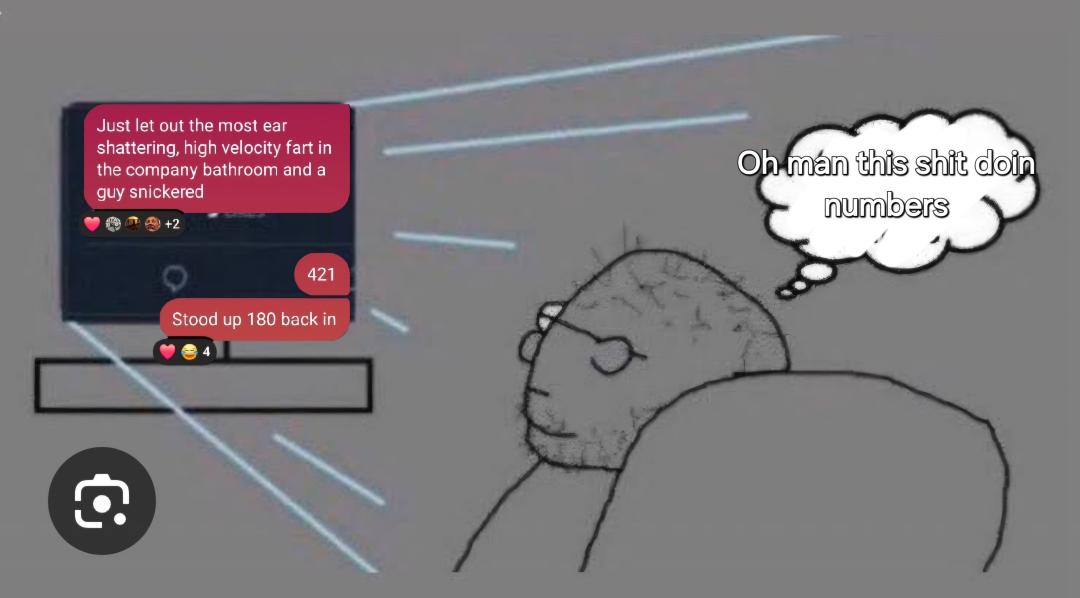 Just let out the most ear
shattering, high velocity fart in
the company bathroom and a
guy snickered
+2
421
Stood up 180 back in
4
Oh man this shit doin
numbers